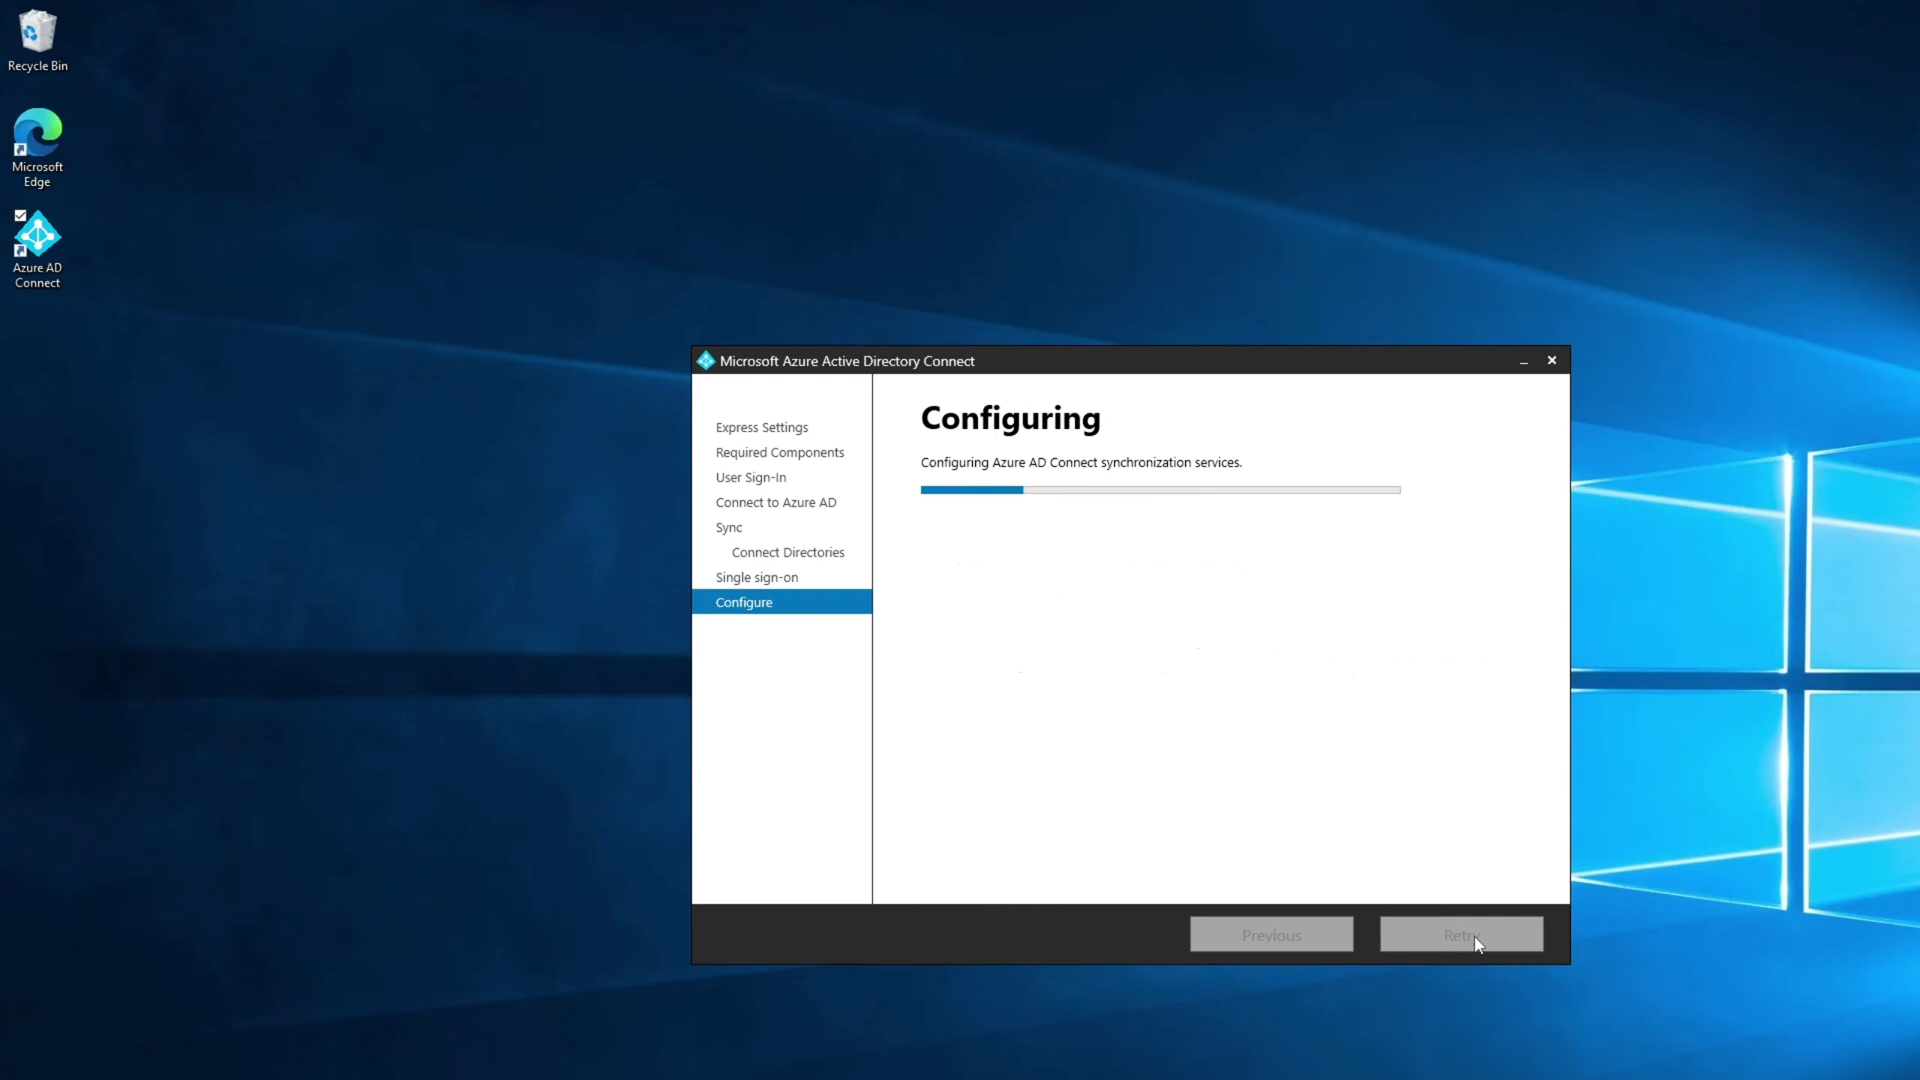 Recycle Bin
Microsoft
Edge
Azure AD
Connect
Microsoft Azure Active Directory Connect
Express Settings
Required Components
User Sign-In
Connect to Azure AD
Sync
Connect Directories
Single sign-on
Configure
Configuring
Configuring Azure AD Connect synchronization services.
Previous
Retry